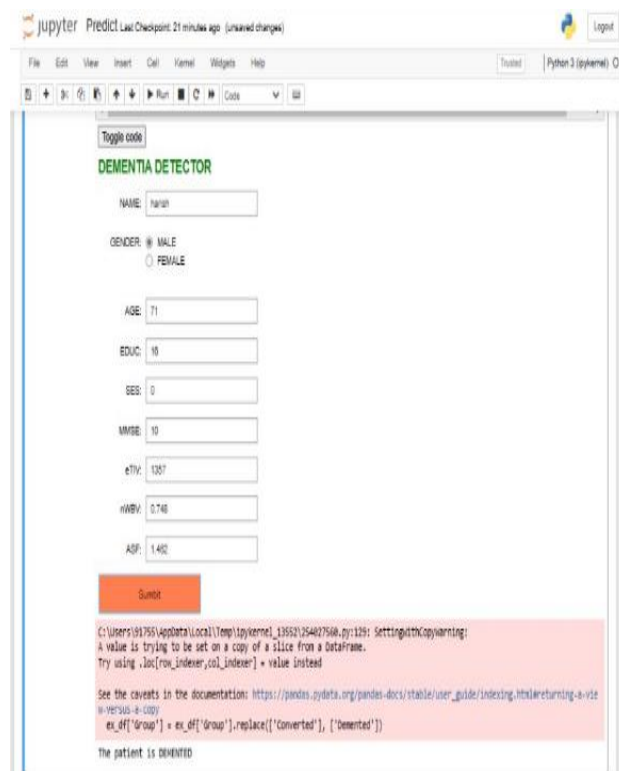 jupyter Predict Last Checkpoint: 21 minutes ago (unsaved changes)
Logout
File Edit View Insert Cell Kernel Widgets Help
Trusted
Python 3 (ipykernel)
Run
Code
Toggle code
DEMENTIA DETECTOR
NAME:
GENDER: MALE
FEMALE
AGE: 71
EDUC: 16
SES: 0
MMSE: 10
eTIV: 1357
nWBV: 0.748
ASF: 1.462
Sumbit
C:\Users\91755\AppData\Local\Temp\ipykernel_13552\254027560.py:129: SettingWithCopyWarning:
A value is trying to be set on a copy of a slice from a DataFrame.
Try using .loc[row_indexer,col_indexer] = value instead
See the caveats in the documentation: https://pandas.pydata.org/pandas-docs/stable/user_guide/indexing.html#returning-a-vie
w-versus-a-copy
ex_df['Group'] = ex_df['Group'].replace(['Converted'], ['Demented'])
The patient is DEMENTED